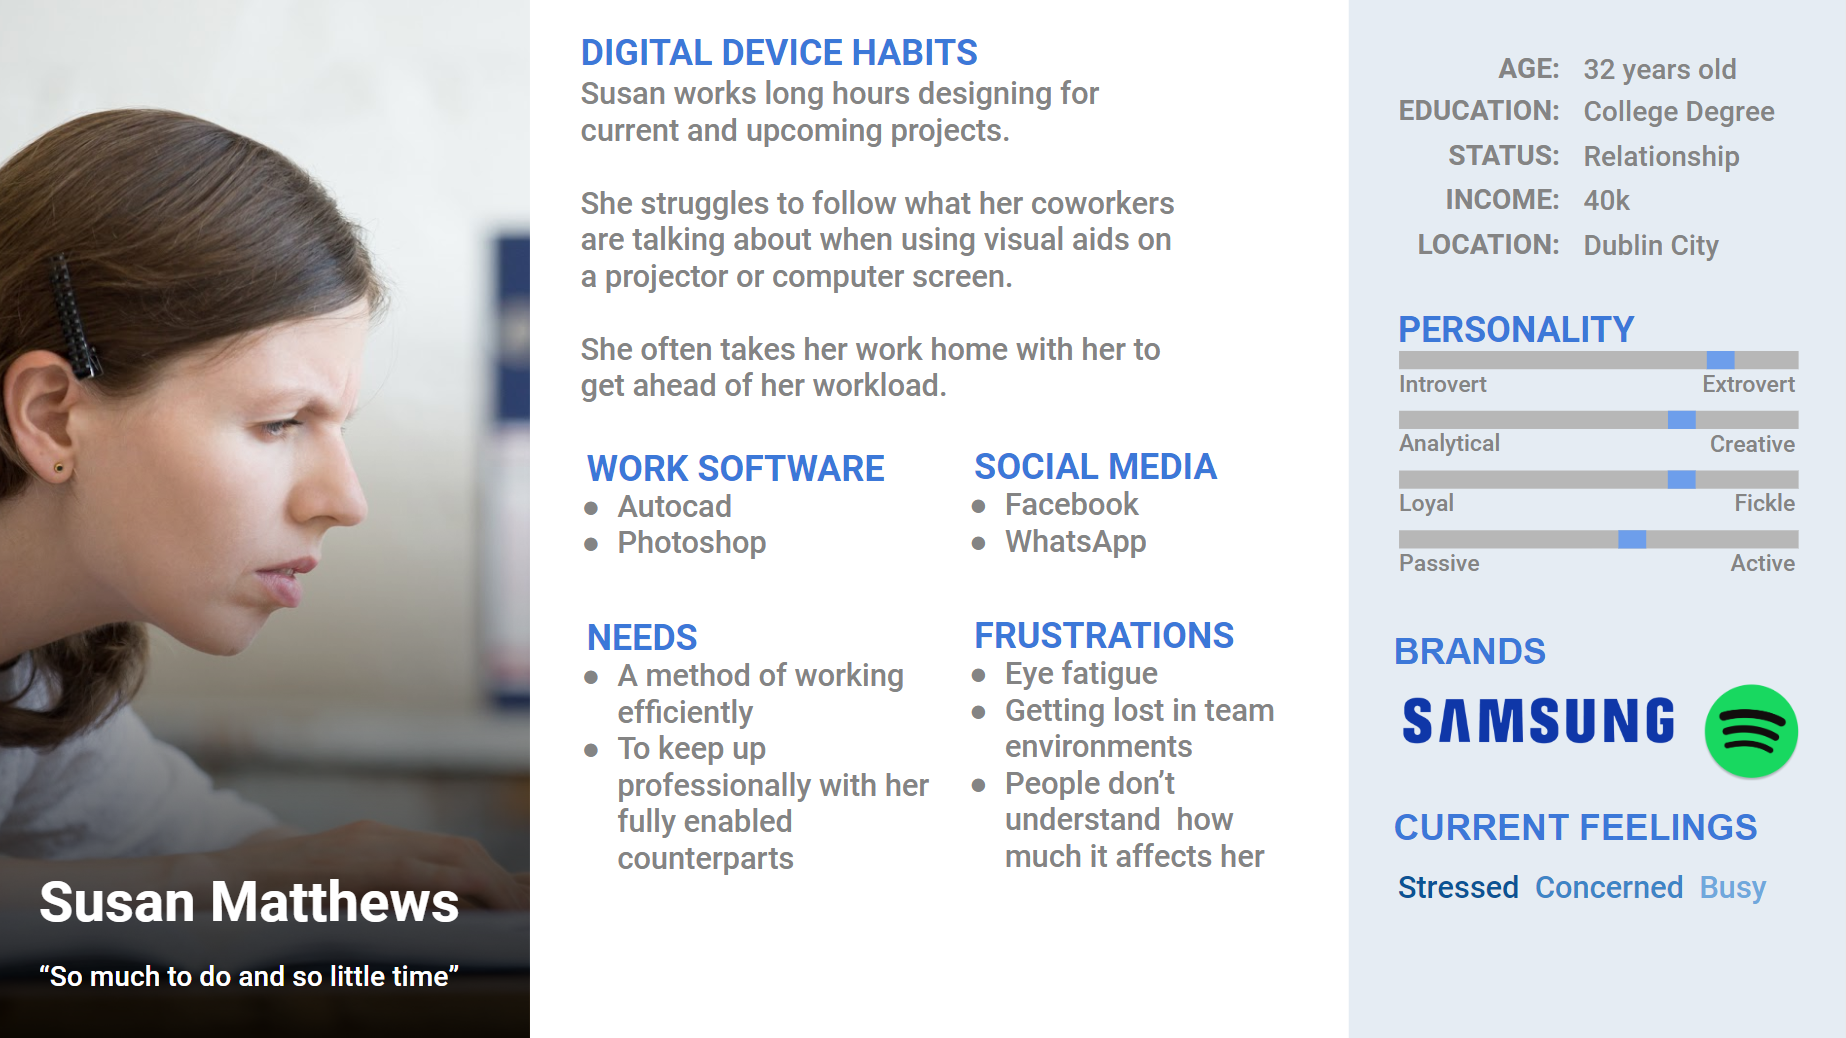 Susan Matthews
“So much to do and so little time”
DIGITAL DEVICE HABITS
Susan works long hours designing for
current and upcoming projects.
She struggles to follow what her coworkers
are talking about when using visual aids on
a projector or computer screen.
She often takes her work home with her to
get ahead of her workload.
WORK SOFTWARE
● Autocad
● Photoshop
SOCIAL MEDIA
● Facebook
● WhatsApp
NEEDS
● A method of working
efficiently
● To keep up
professionally with her
fully enabled
counterparts
FRUSTRATIONS
● Eye fatigue
● Getting lost in team
environments
● People don’t
understand  how
much it affects her
AGE: 32 years old
EDUCATION: College Degree
STATUS: Relationship
INCOME: 40k
LOCATION: Dublin City
PERSONALITY
Introvert Extrovert
Analytical Creative
Loyal Fickle
Passive Active
BRANDS
SAMSUNG
CURRENT FEELINGS
Stressed Concerned Busy